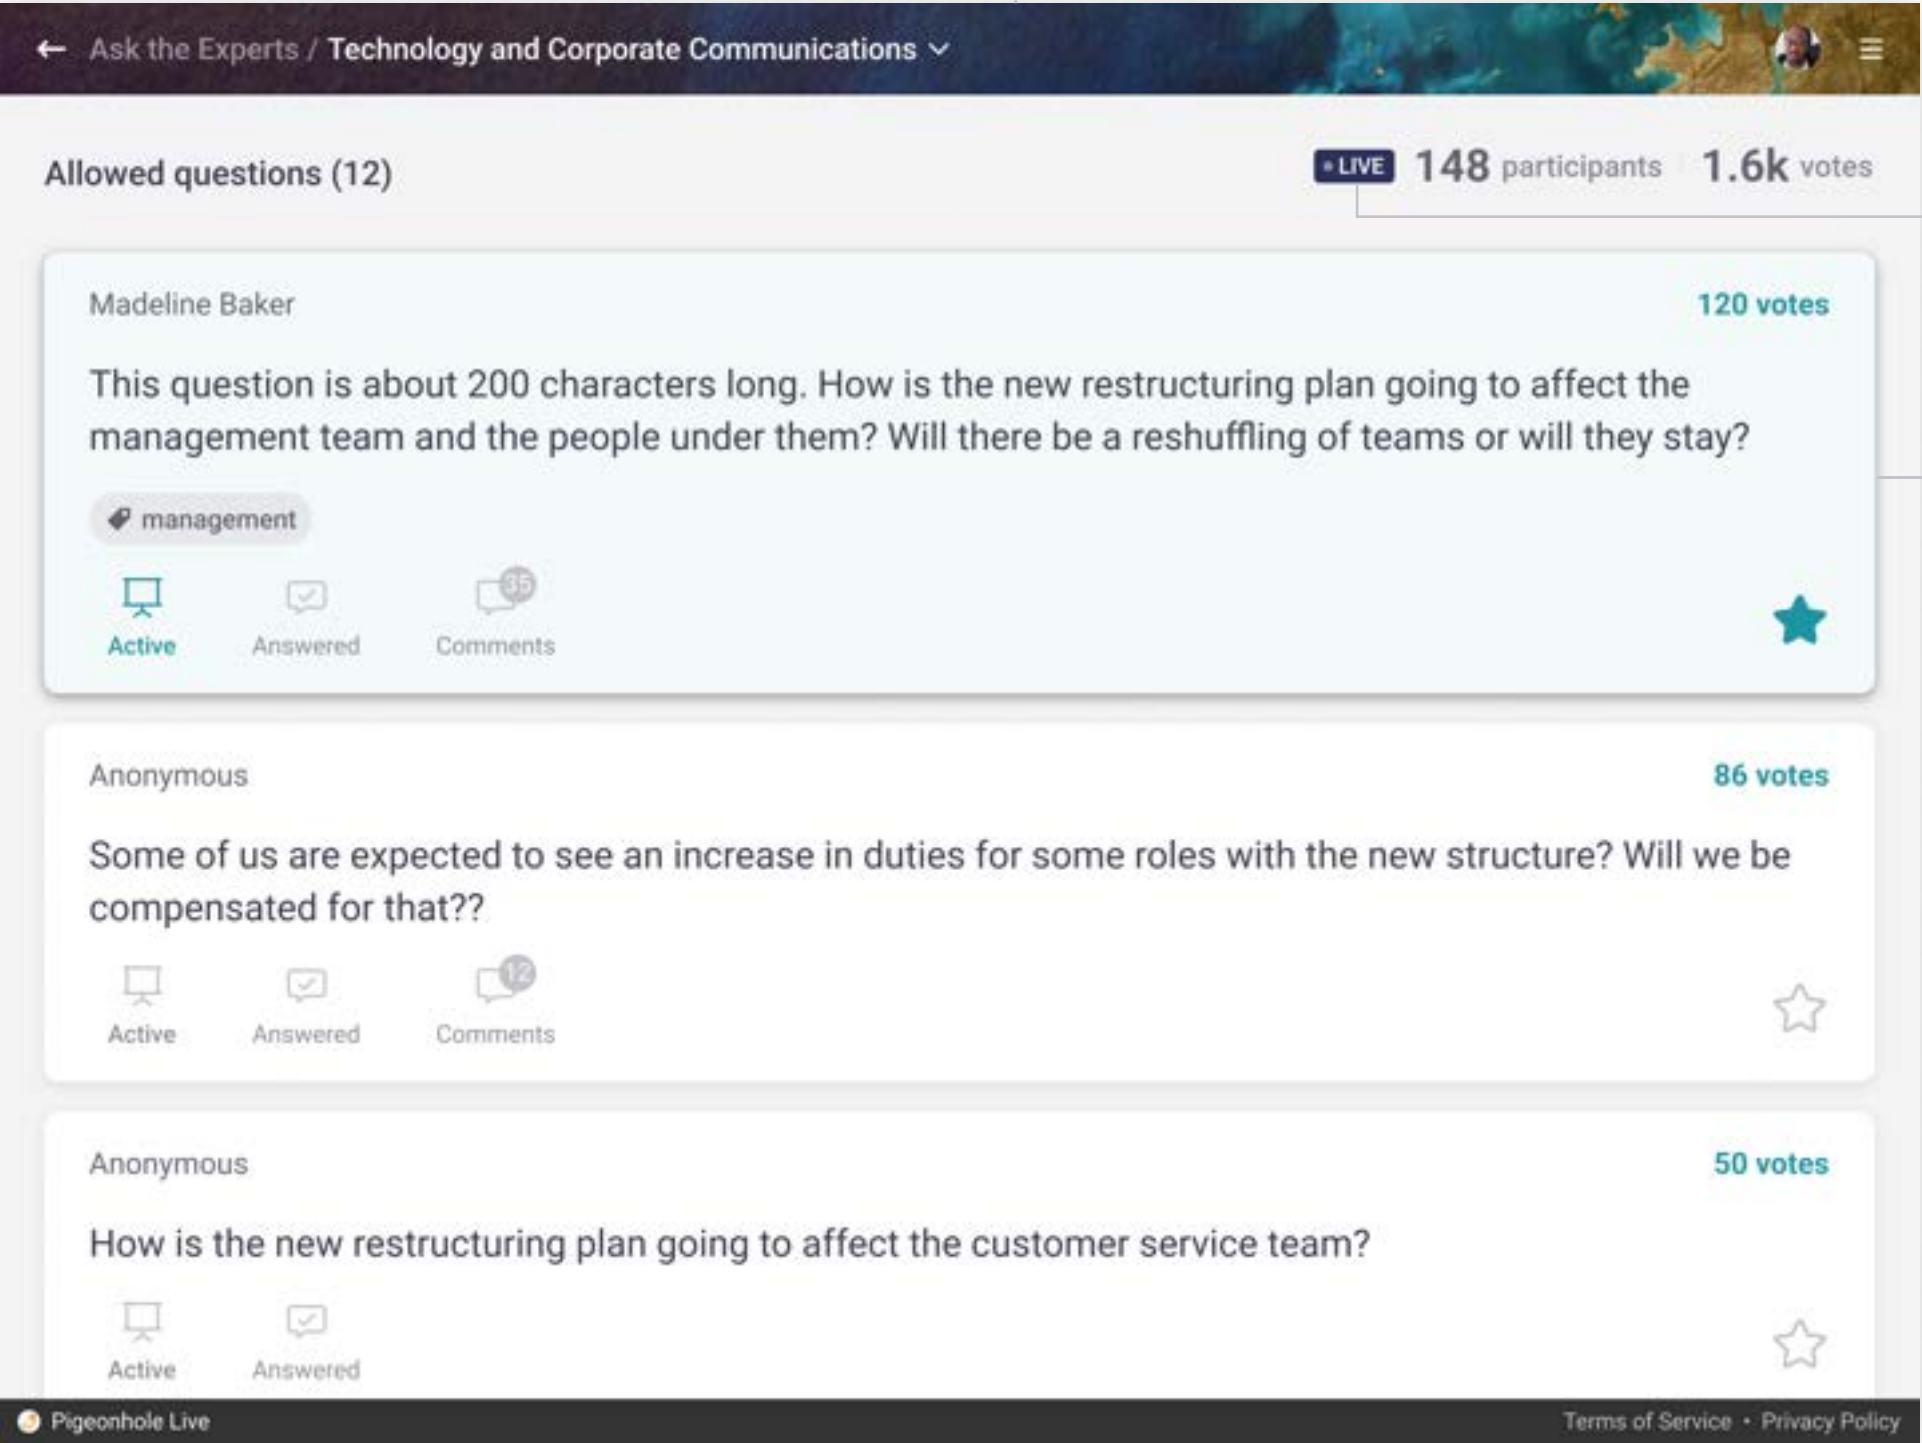 Ask the Experts / Technology and Corporate Communications
Allowed questions (12)
LIVE 148 participants 1.6k votes
Madeline Baker
120 votes
This question is about 200 characters long. How is the new restructuring plan going to affect the
management team and the people under them? Will there be a reshuffling of teams or will they stay?
management
35
Active Answered Comments
Anonymous
86 votes
Some of us are expected to see an increase in duties for some roles with the new structure? Will we be
compensated for that??
12
Active Answered Comments
Anonymous
50 votes
How is the new restructuring plan going to affect the customer service team?
Active Answered
Pigeonhole Live
Terms of Service • Privacy Policy